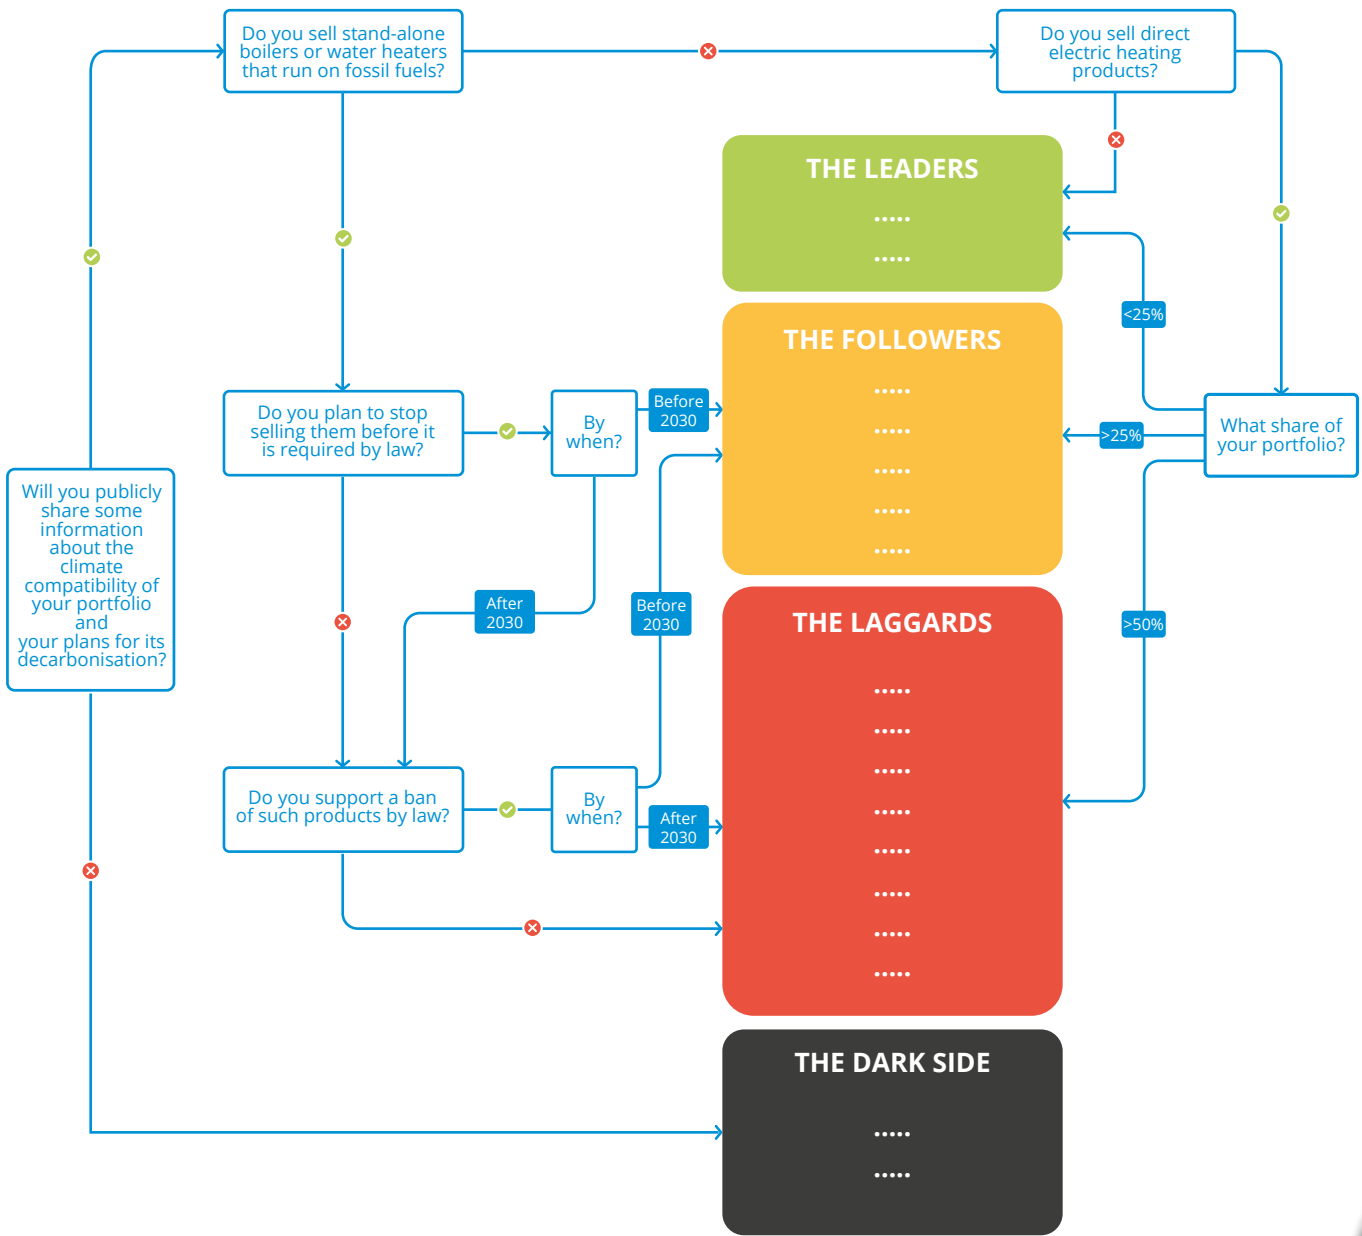 Do you sell stand-alone
boilers or water heaters
that run on fossil fuels?
Do you sell direct
electric heating
products?
THE LEADERS
.....
.....
<25%
THE FOLLOWERS
.....
.....
.....
.....
.....
Do you plan to stop
selling them before it
is required by law?
By
when?
Before
2030
>25%
What share of
your portfolio?
Will you publicly
share some
information
about the
climate
compatibility of
your portfolio
and
your plans for its
decarbonisation?
After
2030
Before
2030
>50%
THE LAGGARDS
.....
.....
.....
.....
.....
.....
.....
.....
Do you support a ban
of such products by law?
By
when?
After
2030
THE DARK SIDE
.....
.....